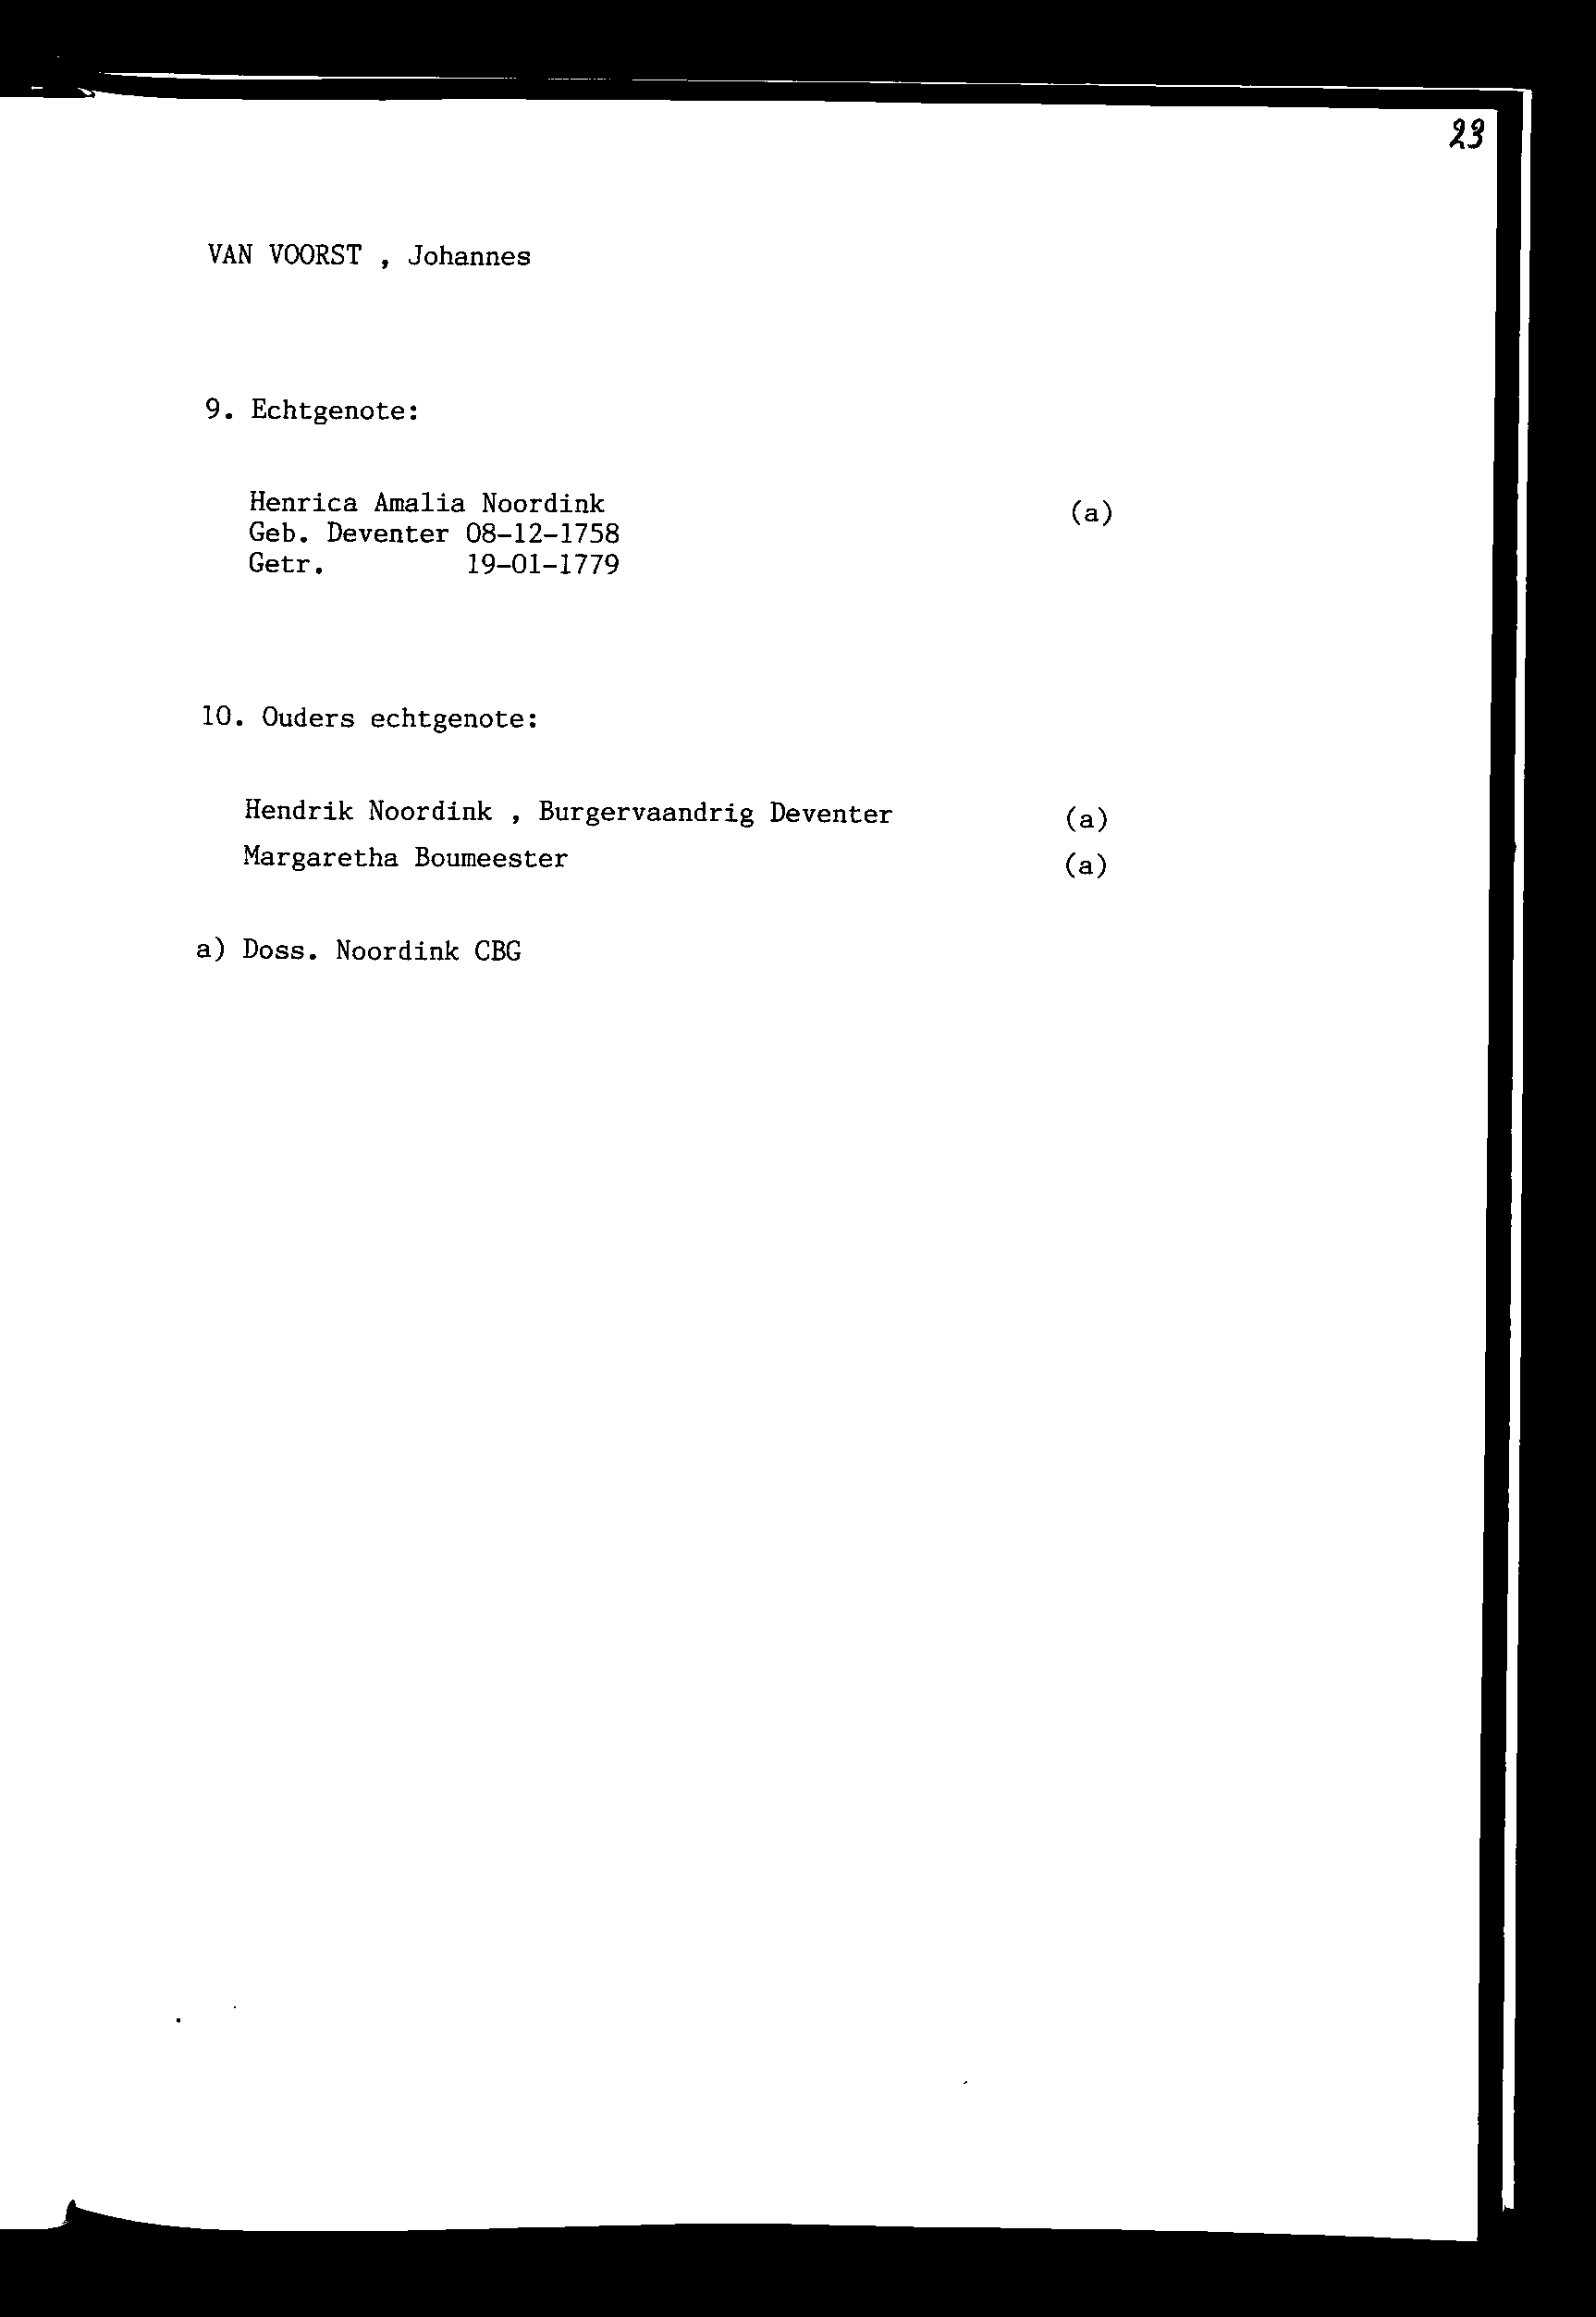 23
VAN VOORST , Johannes
9. Echtgenote:
Henrica Amalia Noordink (a)
Geb. Deventer 08-12-1758
Getr. 19-01-1779
10. Ouders echtgenote:
Hendrik Noordink , Burgervaandrig Deventer (a)
Margaretha Boumeester (a)
a) Doss. Noordink CBG